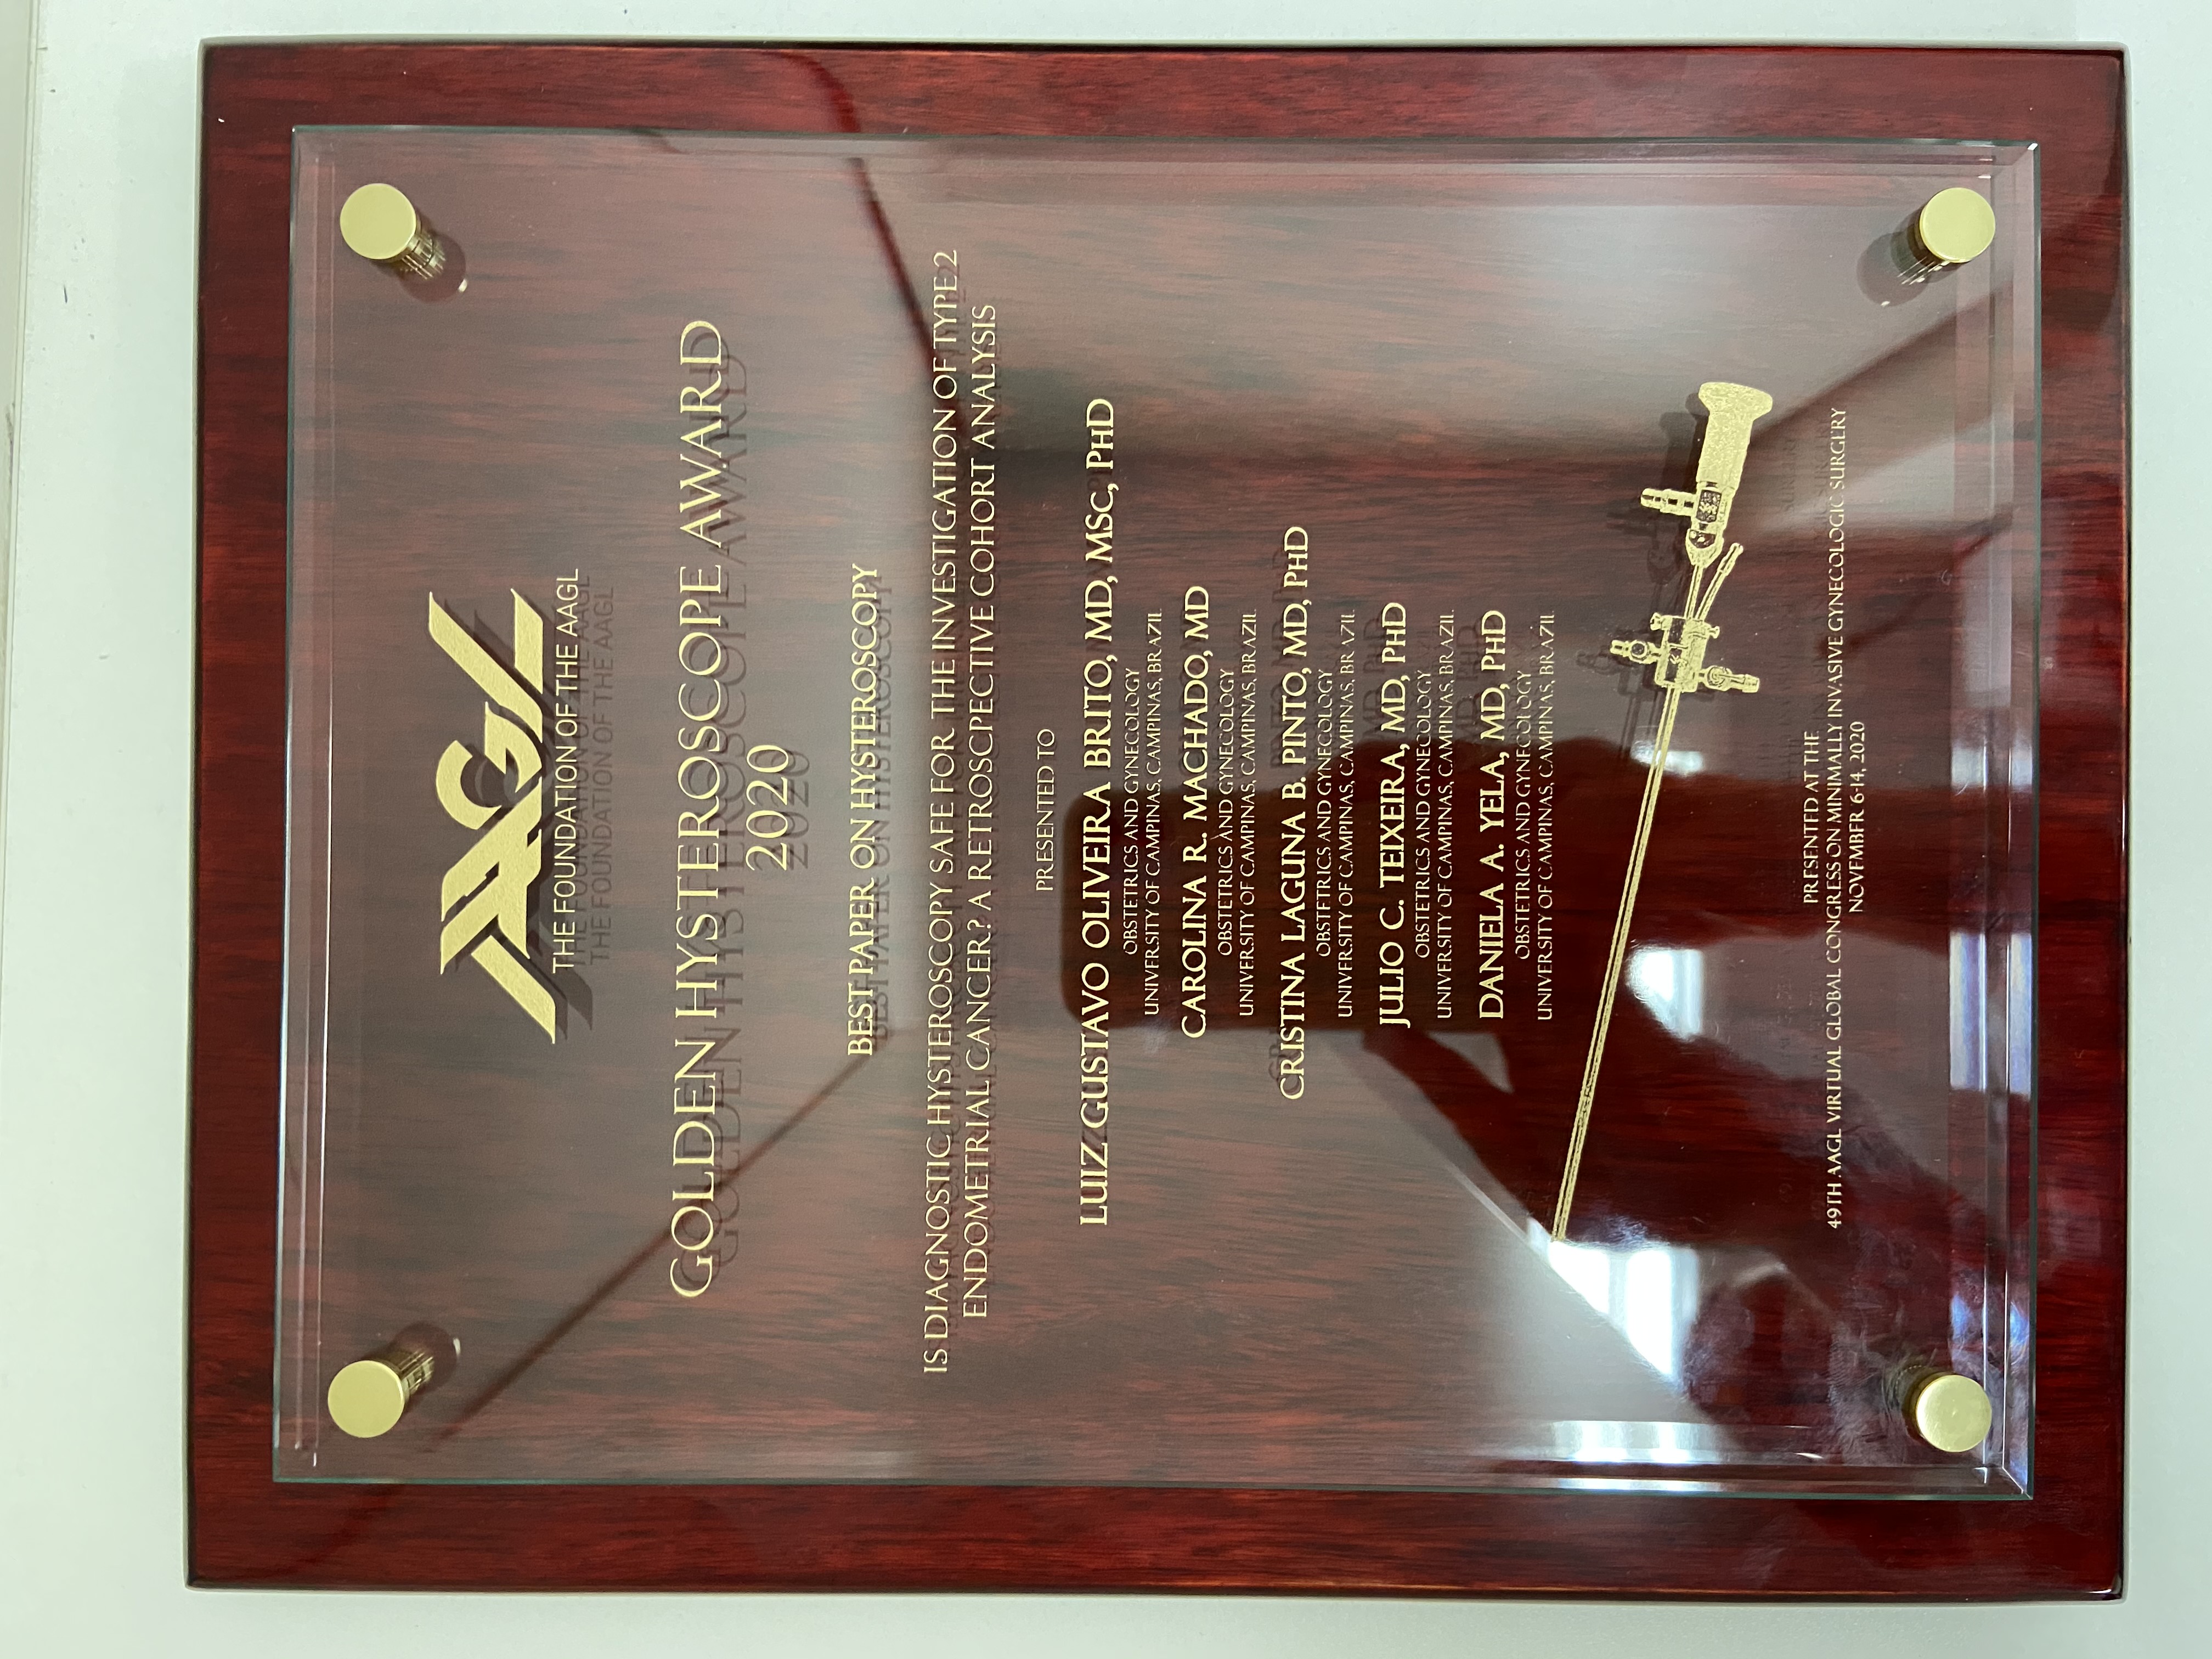 AAGL
THE FOUNDATION OF THE AAGL
GOLDEN HYSTEROSCOPE AWARD
2020
BEST PAPER ON HYSTEROSCOPY
IS DIAGNOSTIC HYSTEROSCOPY SAFE FOR THE INVESTIGATION OF TYPE 2
ENDOMETRIAL CANCER? A RETROSCPECTIVE COHORT ANALYSIS
PRESENTED TO
LUIZ GUSTAVO OLIVEIRA BRITO, MD, MSC, PHD
OBSTETRICS AND GYNECOLOGY
UNIVERSITY OF CAMPINAS, CAMPINAS, BRAZIL
CAROLINA R. MACHADO, MD
OBSTETRICS AND GYNECOLOGY
UNIVERSITY OF CAMPINAS, CAMPINAS, BRAZIL
CRISTINA LAGUNA B. PINTO, MD, PHD
OBSTETRICS AND GYNECOLOGY
UNIVERSITY OF CAMPINAS, CAMPINAS, BRAZIL
JULIO C. TEIXEIRA, MD, PHD
OBSTETRICS AND GYNECOLOGY
UNIVERSITY OF CAMPINAS, CAMPINAS, BRAZIL
DANIELA A. YELA, MD, PHD
OBSTETRICS AND GYNECOLOGY
UNIVERSITY OF CAMPINAS, CAMPINAS, BRAZIL
PRESENTED AT THE
49TH AAGL VIRTUAL GLOBAL CONGRESS ON MINIMALLY INVASIVE GYNECOLOGIC SURGERY
NOVEMBER 6-14, 2020